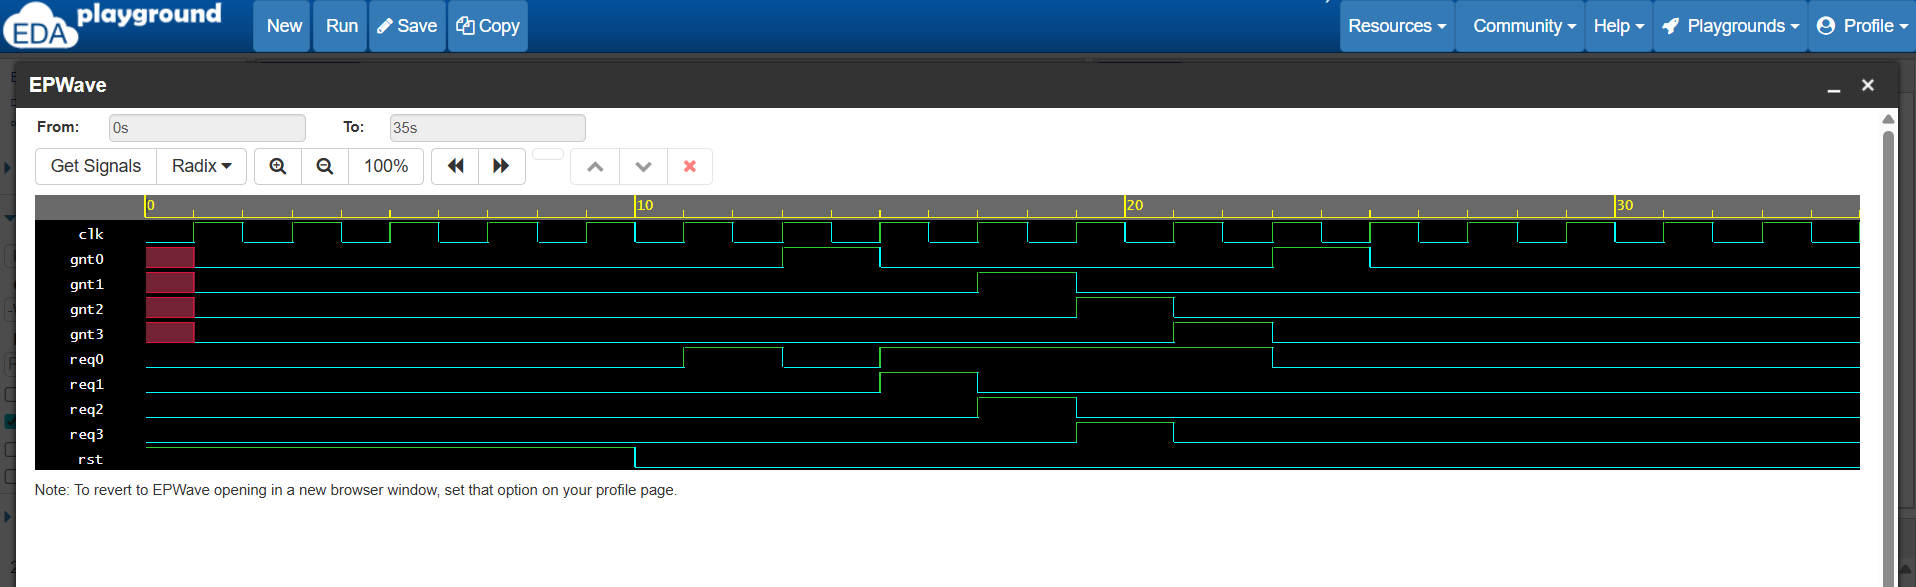 EDA playground
New Run Save Copy Resources Community Help Playgrounds Profile
EPWave
From: 0s To: 35s
Get Signals Radix 100%
0 10 20 30
clk
gnt0
gnt1
gnt2
gnt3
req0
req1
req2
req3
rst
Note: To revert to EPWave opening in a new browser window, set that option on your profile page.